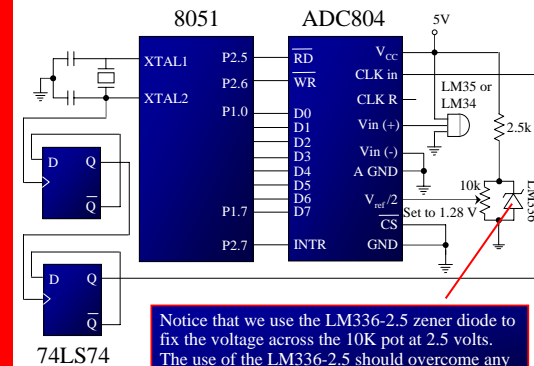 8051
ADC804
5V
XTAL1
P2.5
RD
VCC
CLK in
P2.6
WR
LM35 or
LM34
XTAL2
P1.0
D0
CLK R
D1
D2
Vin (+)
2.5k
D3
D
Q
D4
Vin (-)
D5
A GND
Q
D6
Vref /2
10k
LM336
P1.7
D7
Set to 1.28 V
CS
P2.7
INTR
GND
D
Q
Q
74LS74
Notice that we use the LM336-2.5 zener diode to
fix the voltage across the 10K pot at 2.5 volts.
The use of the LM336-2.5 should overcome any